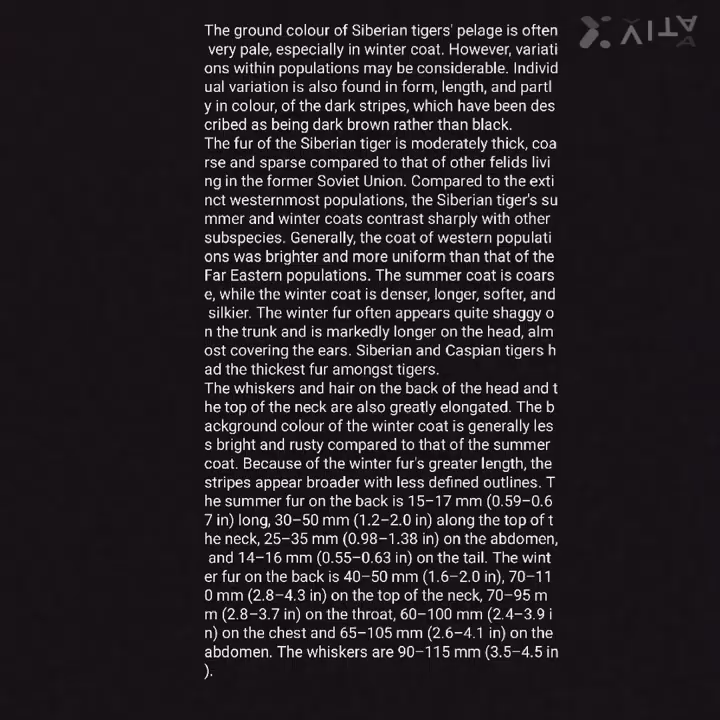 The ground colour of Siberian tigers' pelage is often
very pale, especially in winter coat. However, variati
ons within populations may be considerable. Individ
ual variation is also found in form, length, and partl
y in colour, of the dark stripes, which have been des
cribed as being dark brown rather than black.
The fur of the Siberian tiger is moderately thick, coa
rse and sparse compared to that of other felids livi
ng in the former Soviet Union. Compared to the exti
nct westernmost populations, the Siberian tiger's su
mmer and winter coats contrast sharply with other
subspecies. Generally, the coat of western populati
ons was brighter and more uniform than that of the
Far Eastern populations. The summer coat is coars
e, while the winter coat is denser, longer, softer, and
silkier. The winter fur often appears quite shaggy o
n the trunk and is markedly longer on the head, alm
ost covering the ears. Siberian and Caspian tigers h
ad the thickest fur amongst tigers.
The whiskers and hair on the back of the head and t
he top of the neck are also greatly elongated. The b
ackground colour of the winter coat is generally les
s bright and rusty compared to that of the summer
coat. Because of the winter fur's greater length, the
stripes appear broader with less defined outlines. T
he summer fur on the back is 15–17 mm (0.59–0.6
7 in) long, 30–50 mm (1.2–2.0 in) along the top of t
he neck, 25–35 mm (0.98–1.38 in) on the abdomen,
and 14–16 mm (0.55–0.63 in) on the tail. The wint
er fur on the back is 40–50 mm (1.6–2.0 in), 70–11
0 mm (2.8–4.3 in) on the top of the neck, 70–95 m
m (2.8–3.7 in) on the throat, 60–100 mm (2.4–3.9 i
n) on the chest and 65–105 mm (2.6–4.1 in) on the
abdomen. The whiskers are 90–115 mm (3.5–4.5 in
).